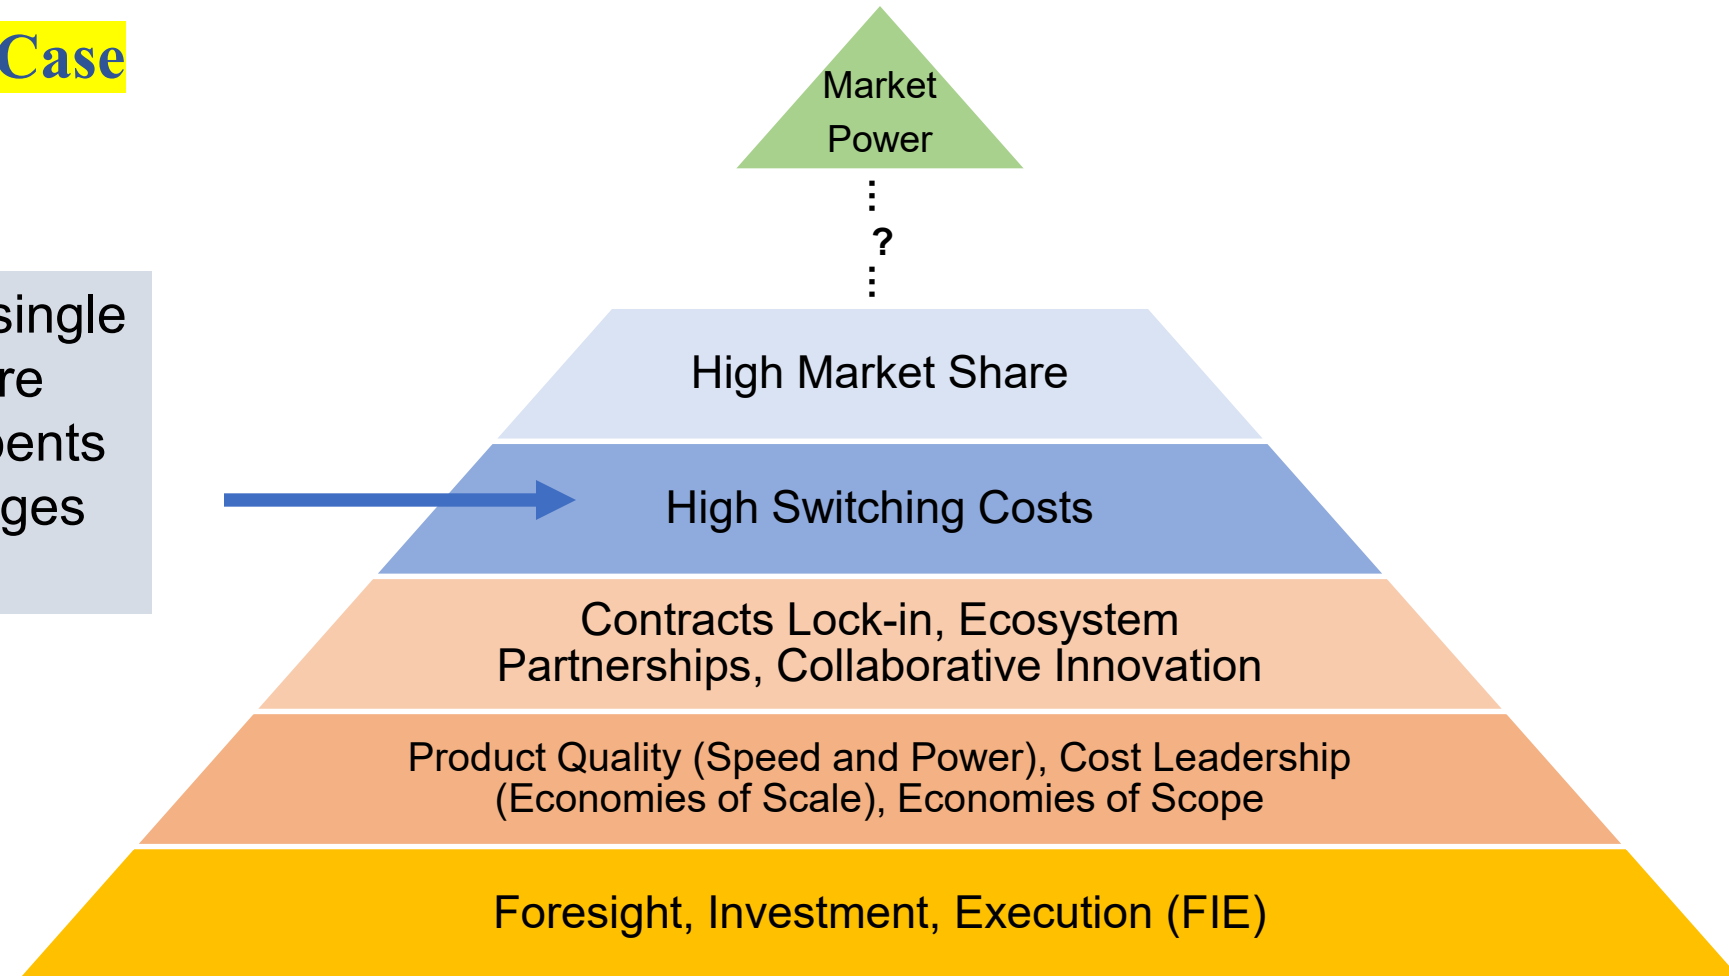 Case
Market
Power
⋮
?
⋮
High Market Share
single
re
pents
ges
High Switching Costs
Contracts Lock-in, Ecosystem
Partnerships, Collaborative Innovation
Product Quality (Speed and Power), Cost Leadership
(Economies of Scale), Economies of Scope
Foresight, Investment, Execution (FIE)